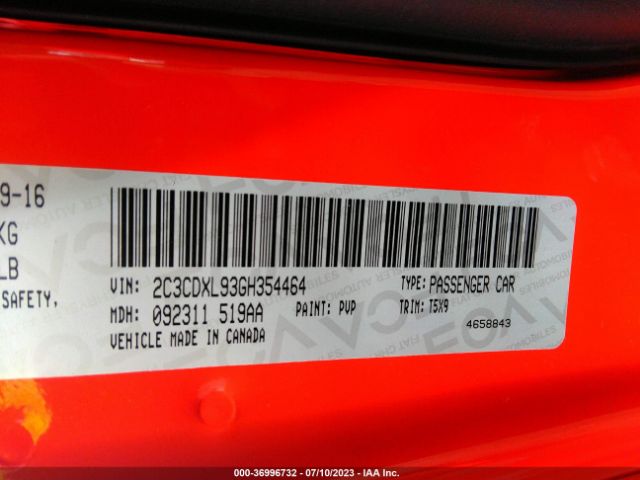 9-16
KG
LB
SAFETY.
VIN: 2C3CDXL93GH354464 TYPE: PASSENGER CAR
MDH: 092311 519AA PAINT: PVP TRIM: T5X9
VEHICLE MADE IN CANADA 4658843
000-36996732 - 07/10/2023 - IAA Inc.